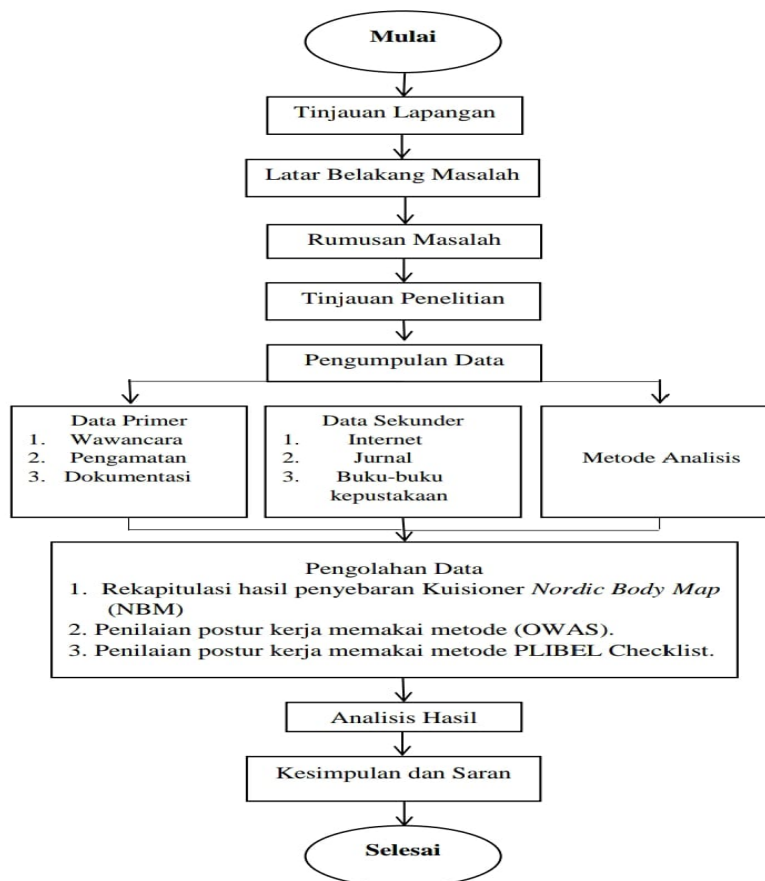 Mulai
Tinjauan Lapangan
Latar Belakang Masalah
Rumusan Masalah
Tinjauan Penelitian
Pengumpulan Data
Data Primer
1. Wawancara
2. Pengamatan
3. Dokumentasi
Data Sekunder
1. Internet
2. Jurnal
3. Buku-buku
kepustakaan
Metode Analisis
Pengolahan Data
1. Rekapitulasi hasil penyebaran Kuisioner Nordic Body Map
(NBM)
2. Penilaian postur kerja memakai metode (OWAS).
3. Penilaian postur kerja memakai metode PLIBEL Checklist.
Analisis Hasil
Kesimpulan dan Saran
Selesai